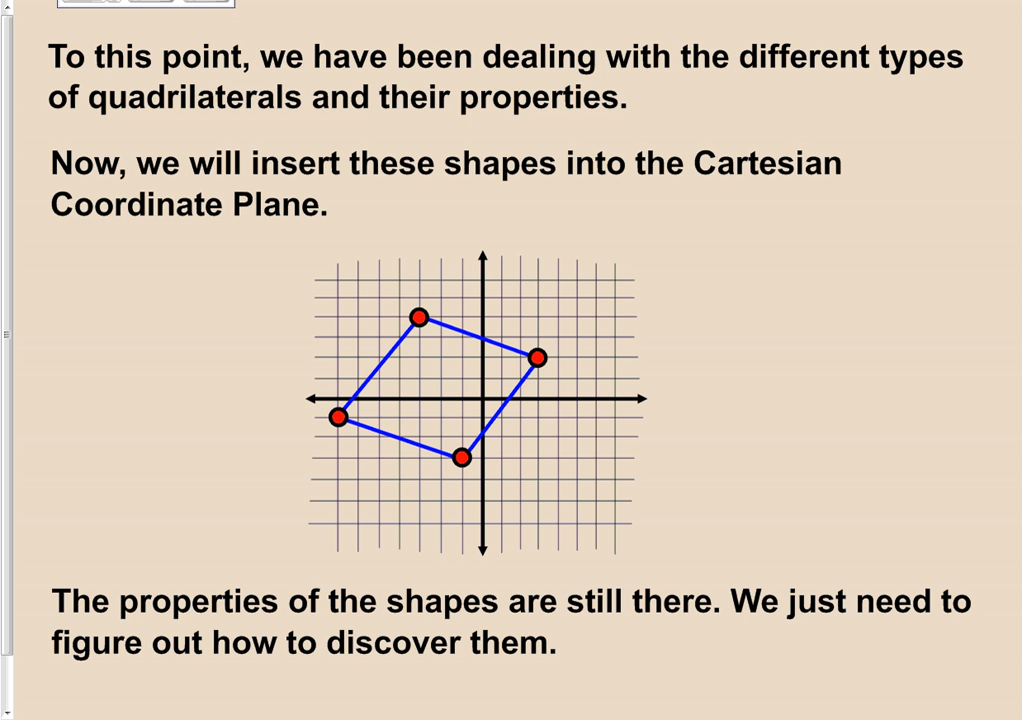 To this point, we have been dealing with the different types
of quadrilaterals and their properties.
Now, we will insert these shapes into the Cartesian
Coordinate Plane.
The properties of the shapes are still there. We just need to
figure out how to discover them.